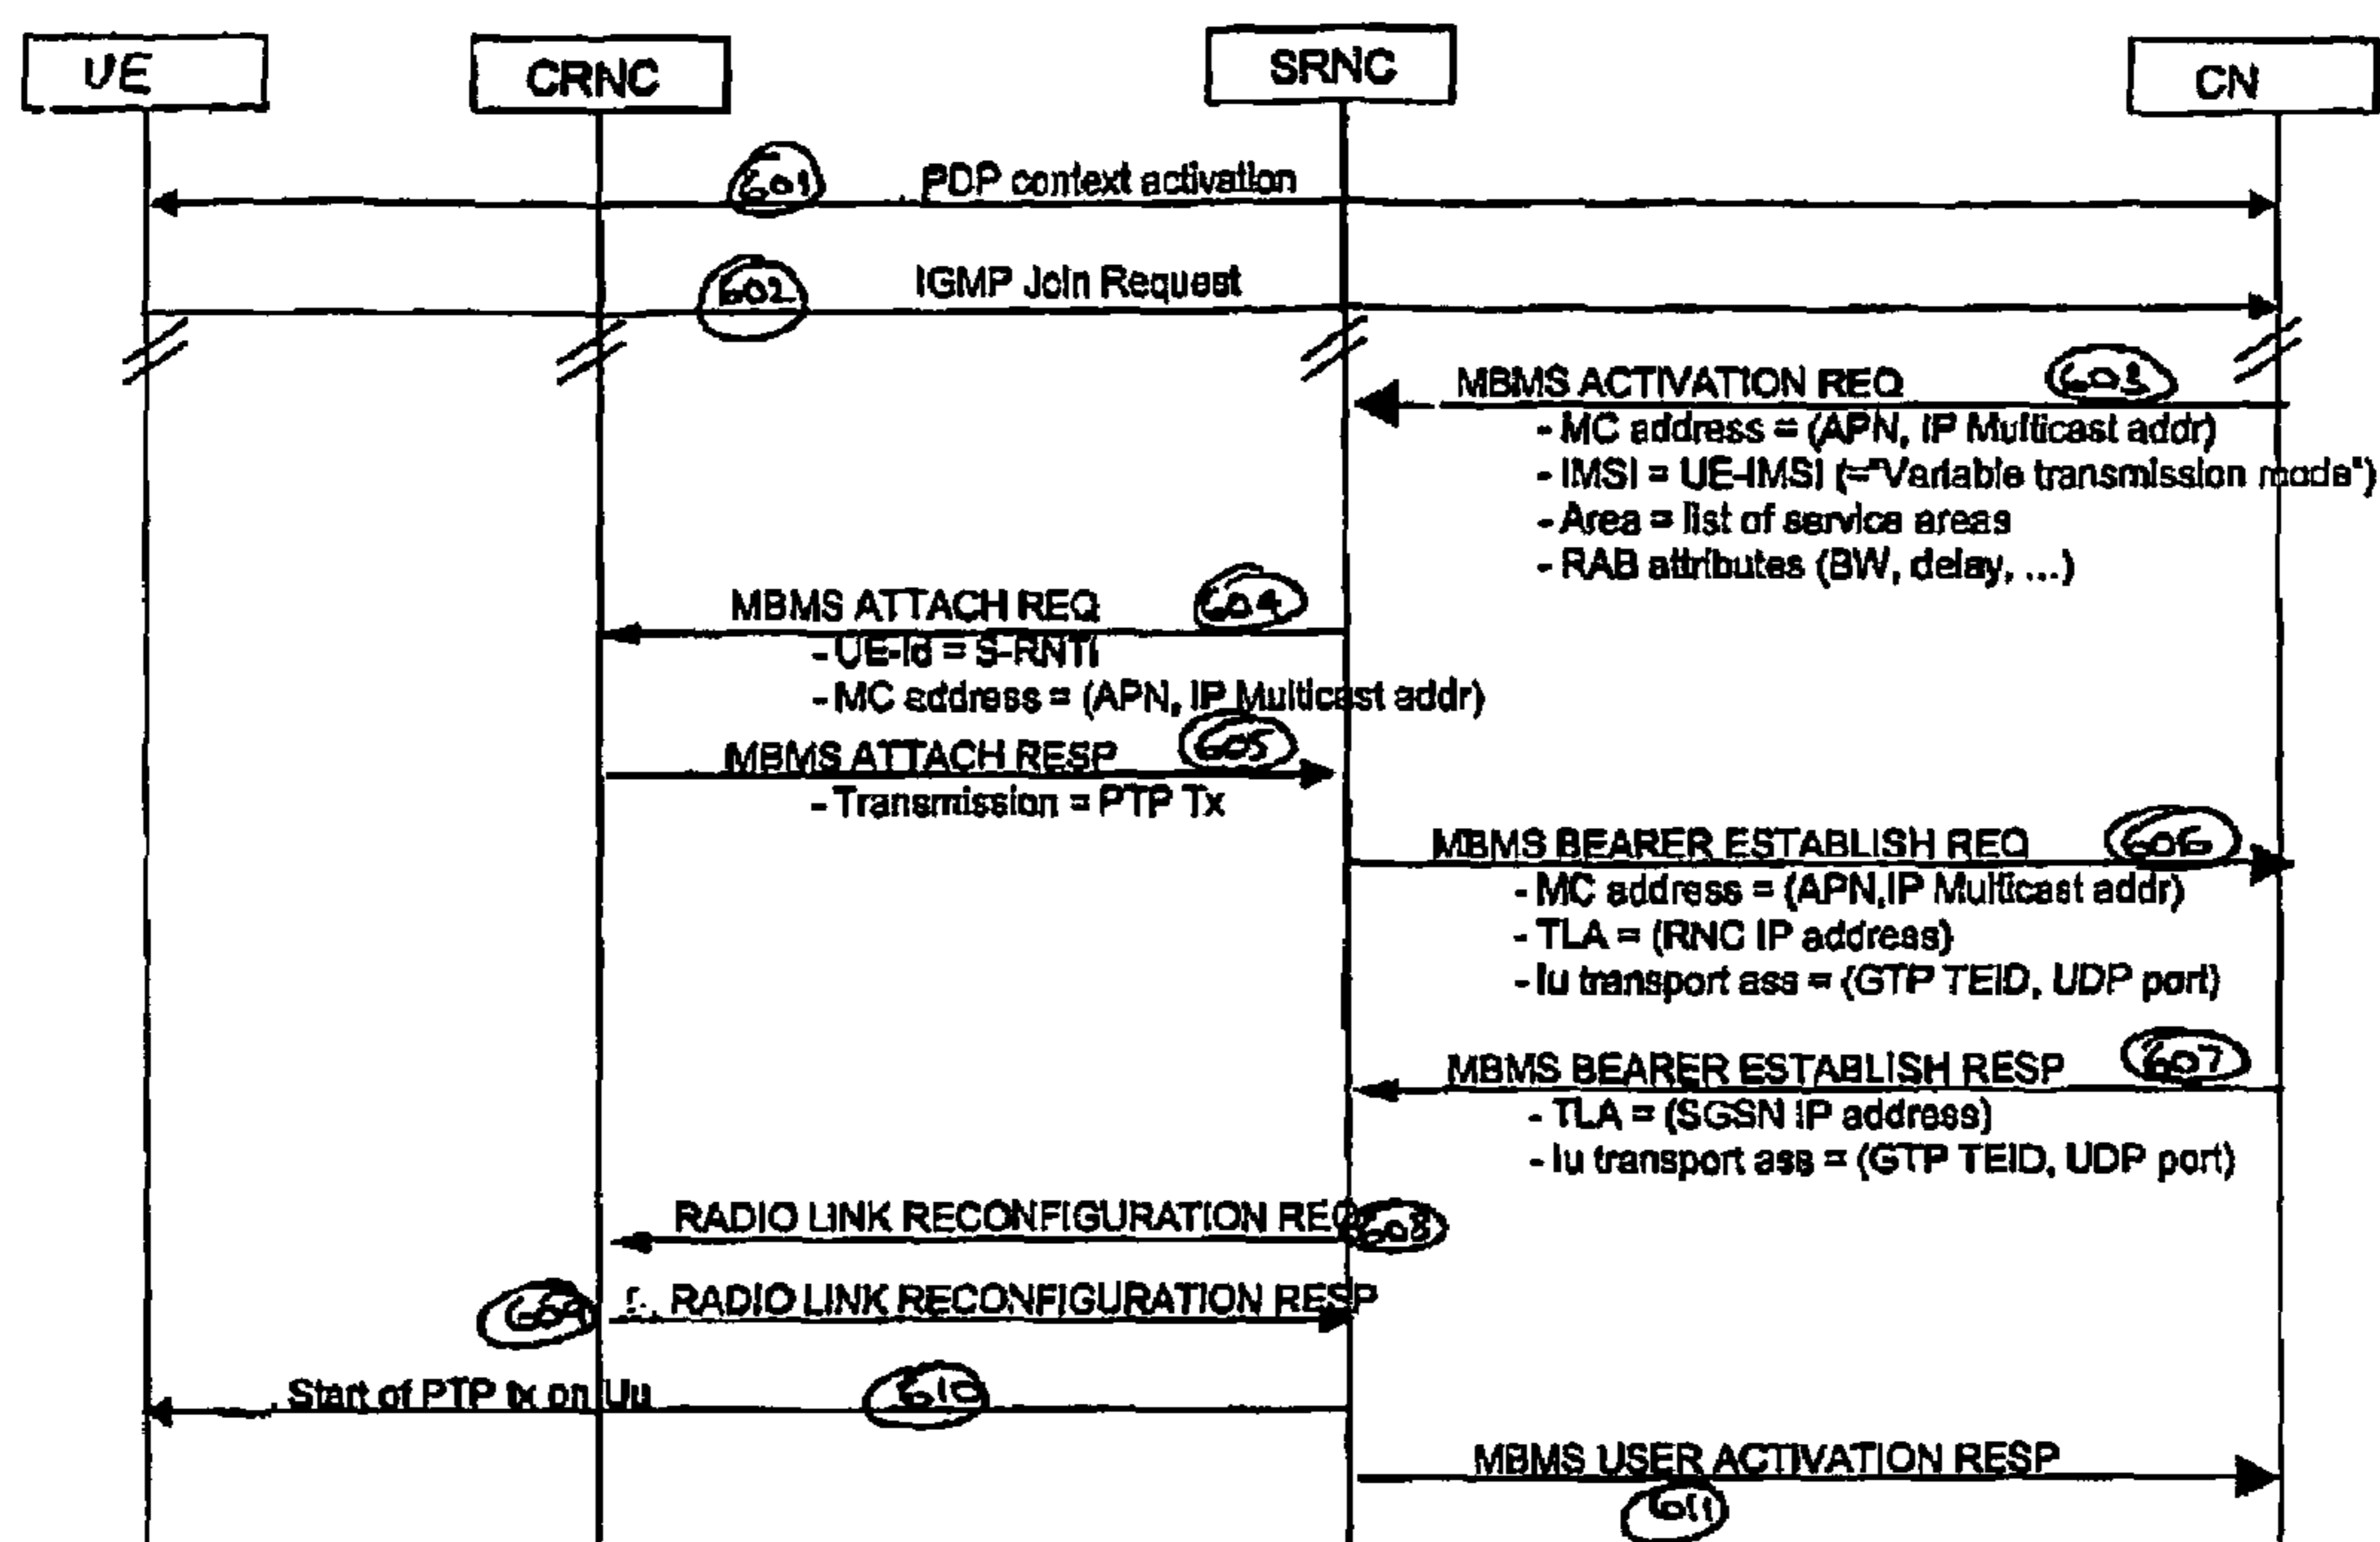 UE
CRNC
SRNC
CN
601
PDP context activation
602
IGMP Join Request
MBMS ACTIVATION REQ
603
- MC address = (APN, IP Multicast addr)
- IMSI = UE-IMSI (="Variable transmission mode")
- Area = list of service areas
- RAB attributes (BW, delay, ...)
MBMS ATTACH REQ
604
- UE-Id = S-RNTI
- MC address = (APN, IP Multicast addr)
MBMS ATTACH RESP
605
- Transmission = PTP Tx
MBMS BEARER ESTABLISH REQ
606
- MC address = (APN,IP Multicast addr)
- TLA = (RNC IP address)
- Iu transport ass = (GTP TEID, UDP port)
MBMS BEARER ESTABLISH RESP
607
- TLA = (SGSN IP address)
- Iu transport ass = (GTP TEID, UDP port)
RADIO LINK RECONFIGURATION REQ
608
609
RADIO LINK RECONFIGURATION RESP
Start of PTP tx on Uu
610
MBMS USER ACTIVATION RESP
611